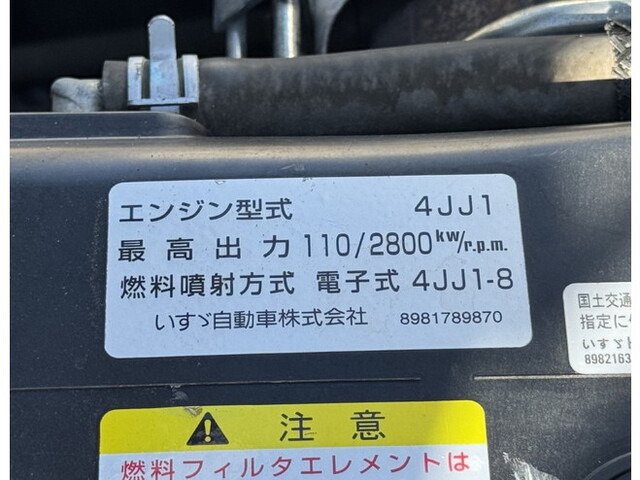 エンジン型式 4JJ1
最高出力 110/2800kw/r.p.m.
燃料噴射方式 電子式 4JJ1-8
いすゞ自動車株式会社 8981789870
国土交通
指定に
いすゞ
8982163
注意
燃料フィルタエレメントは